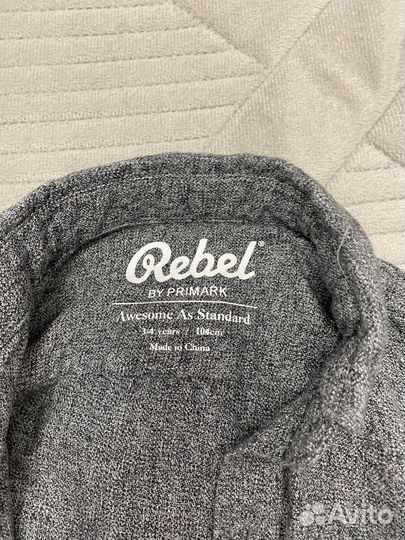 Rebel®
BY PRIMARK
Awesome As Standard
3-4 years / 104cm
Made in China
Avito